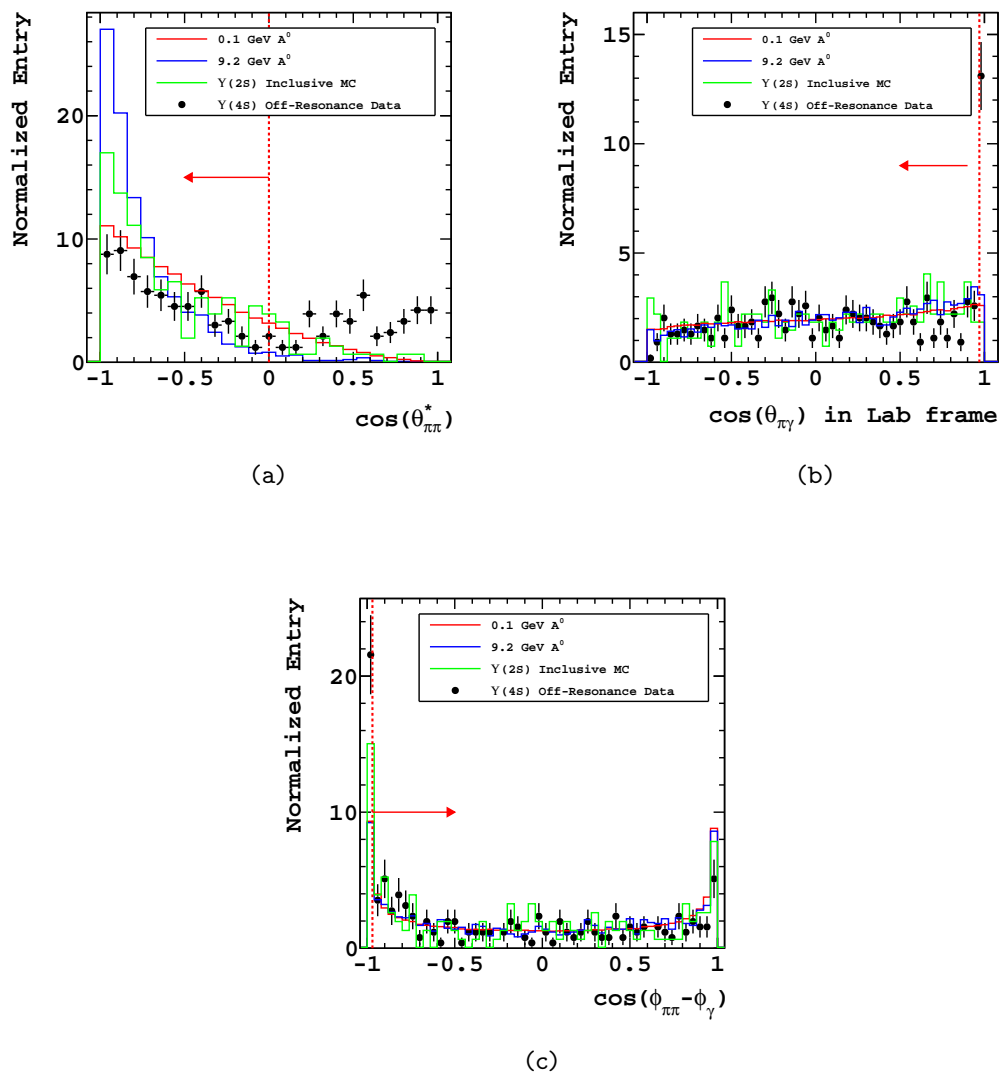 Normalized Entry
0.1 GeV A⁰
9.2 GeV A⁰
ϒ(2S) Inclusive MC
ϒ(4S) Off-Resonance Data
20
10
0
-1 -0.5 0 0.5 1
cos(θ*ππ)
(a)
Normalized Entry
0.1 GeV A⁰
9.2 GeV A⁰
ϒ(2S) Inclusive MC
ϒ(4S) Off-Resonance Data
15
10
5
0
-1 -0.5 0 0.5 1
cos(θπγ) in Lab frame
(b)
Normalized Entry
0.1 GeV A⁰
9.2 GeV A⁰
ϒ(2S) Inclusive MC
ϒ(4S) Off-Resonance Data
20
10
0
-1 -0.5 0 0.5 1
cos(ϕππ-ϕγ)
(c)